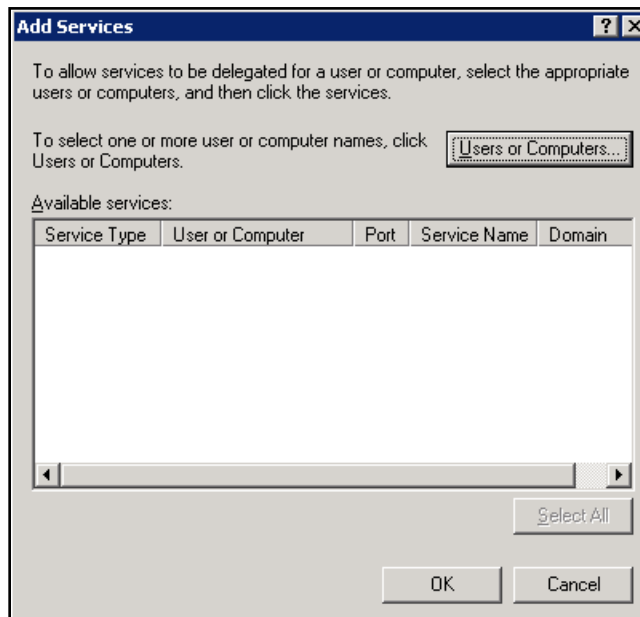 Add Services
To allow services to be delegated for a user or computer, select the appropriate
users or computers, and then click the services.
To select one or more user or computer names, click
Users or Computers.
Users or Computers...
Available services:
Service Type User or Computer Port Service Name Domain
Select All
OK Cancel